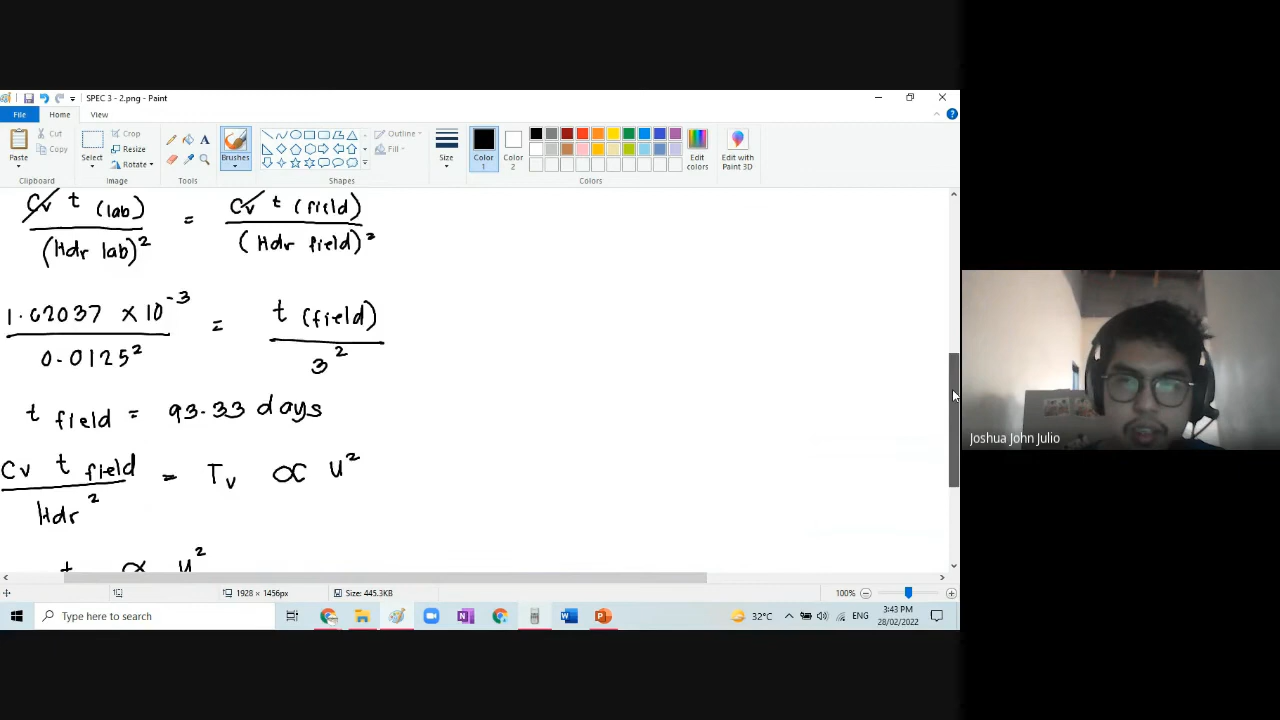 SPEC 3 - 2.png - Paint
File Home View
Paste
Cut
Copy
Clipboard
Select
Crop
Resize
Rotate
Image
Tools
Brushes
Shapes
Outline
Fill
Size
Color 1
Color 2
Colors
Edit colors
Edit with Paint 3D
Cv t (lab) / (Hdr lab)² = Cv t (field) / (Hdr field)²
1.62037 × 10⁻³ / 0.0125² = t (field) / 3²
t field = 93.33 days
Cv t field / Hdr² = Tv ∝ U²
t ∝ U²
Joshua John Julio
1928 × 1456px
Size: 445.3KB
100%
Type here to search
32°C
ENG
3:43 PM
28/02/2022